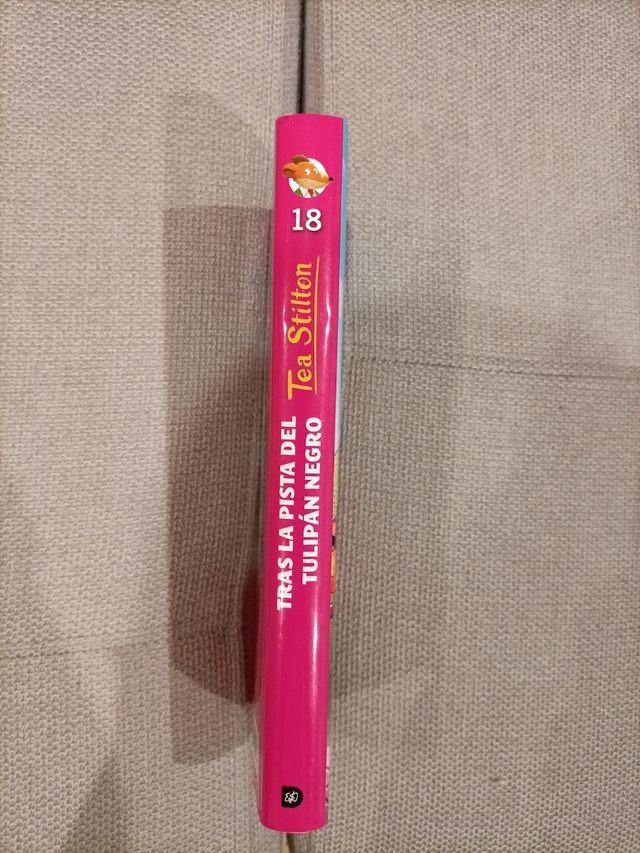 18
Tea Stilton
TRAS LA PISTA DEL
TULIPÁN NEGRO